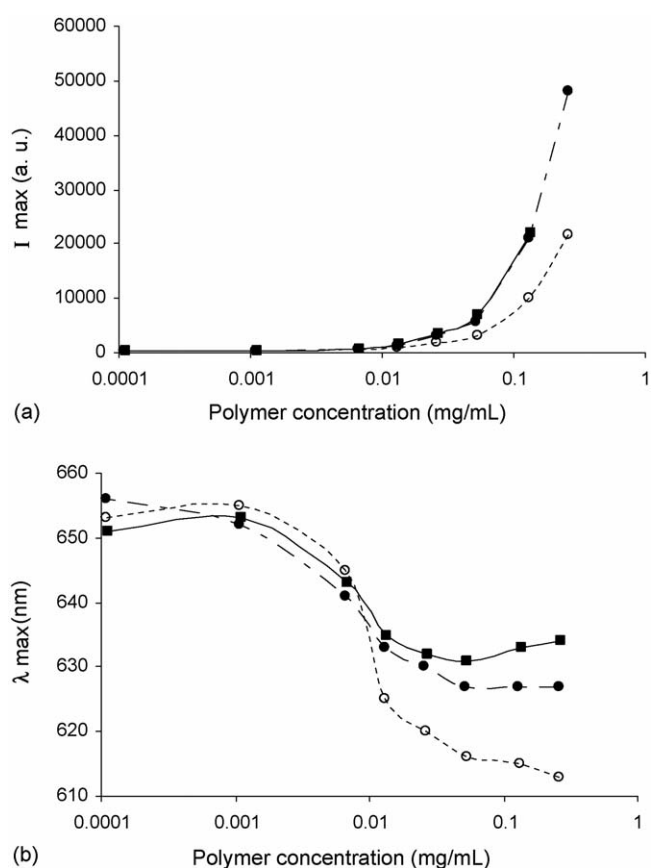 60000
50000
40000
30000
20000
10000
0
I max (a. u.)
0.0001 0.001 0.01 0.1 1
(a) Polymer concentration (mg/mL)
660
650
640
630
620
610
λ max(nm)
0.0001 0.001 0.01 0.1 1
(b) Polymer concentration (mg/mL)